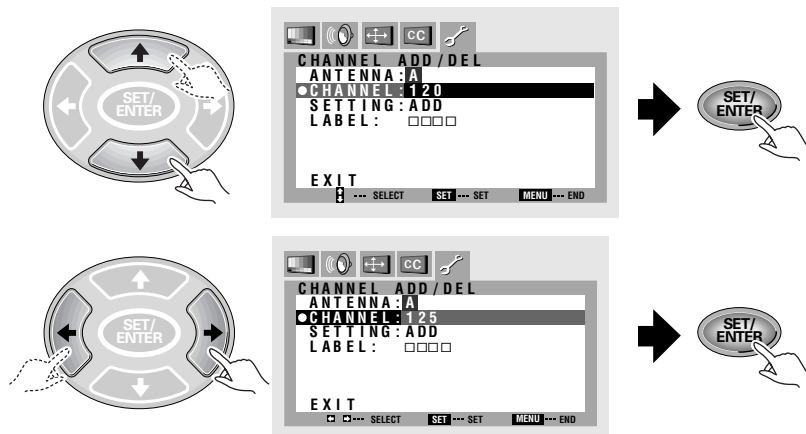 SET/
ENTER
CC
CHANNEL ADD/DEL
ANTENNA:A
●CHANNEL:120
SETTING:ADD
LABEL: □□□□
EXIT
--- SELECT SET --- SET MENU --- END
SET/
ENTER
SET/
ENTER
CC
CHANNEL ADD/DEL
ANTENNA:A
●CHANNEL:125
SETTING:ADD
LABEL: □□□□
EXIT
--- SELECT SET --- SET MENU --- END
SET/
ENTER